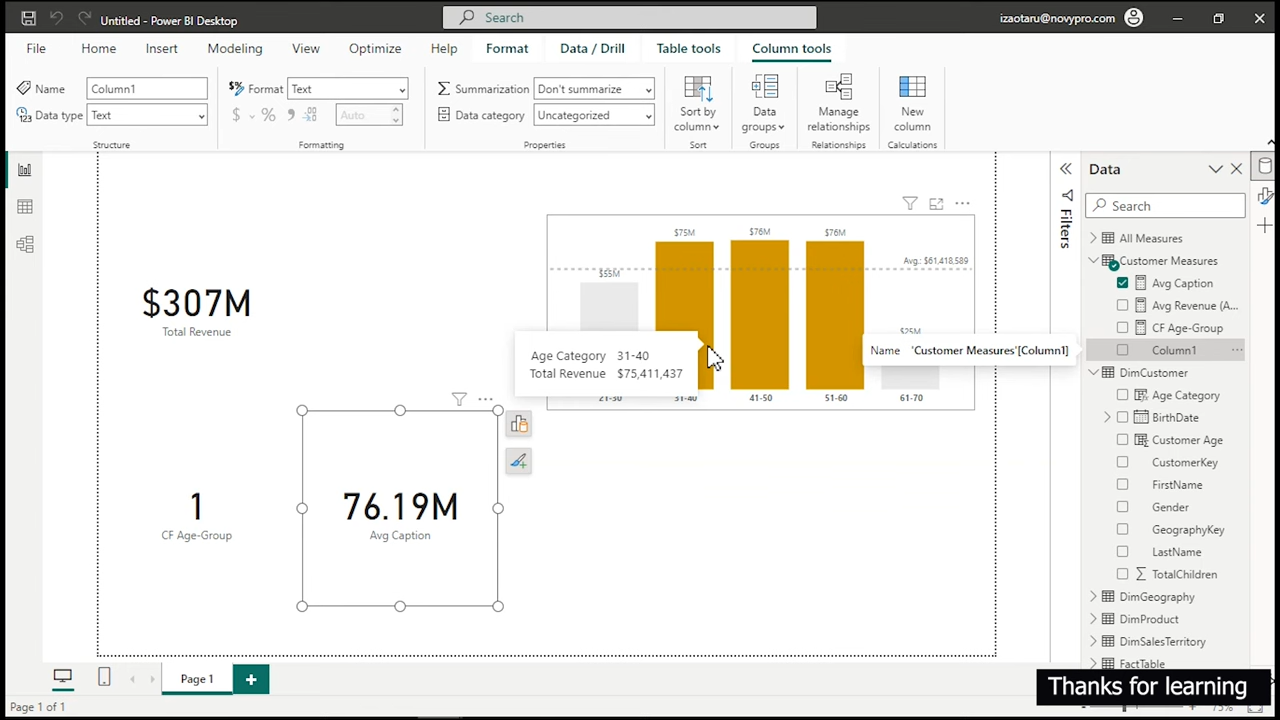 Untitled - Power BI Desktop
Search
izaotaru@novypro.com
File
Home
Insert
Modeling
View
Optimize
Help
Format
Data / Drill
Table tools
Column tools
Name
Column1
Data type
Text
Structure
Format
Text
$ % 9 .00
Auto
Formatting
Summarization
Don't summarize
Data category
Uncategorized
Properties
Sort by
column
Sort
Data
groups
Groups
Manage
relationships
Relationships
New
column
Calculations
$307M
Total Revenue
1
CF Age-Group
76.19M
Avg Caption
$55M
$75M
$76M
$76M
$25M
Avg.: $61,418,589
21-30
31-40
41-50
51-60
61-70
Age Category 31-40
Total Revenue $75,411,437
Name 'Customer Measures'[Column1]
Filters
Data
Search
All Measures
Customer Measures
Avg Caption
Avg Revenue (A...
CF Age-Group
Column1
DimCustomer
Age Category
BirthDate
Customer Age
CustomerKey
FirstName
Gender
GeographyKey
LastName
TotalChildren
DimGeography
DimProduct
DimSalesTerritory
FactTable
Page 1
Page 1 of 1
Thanks for learning